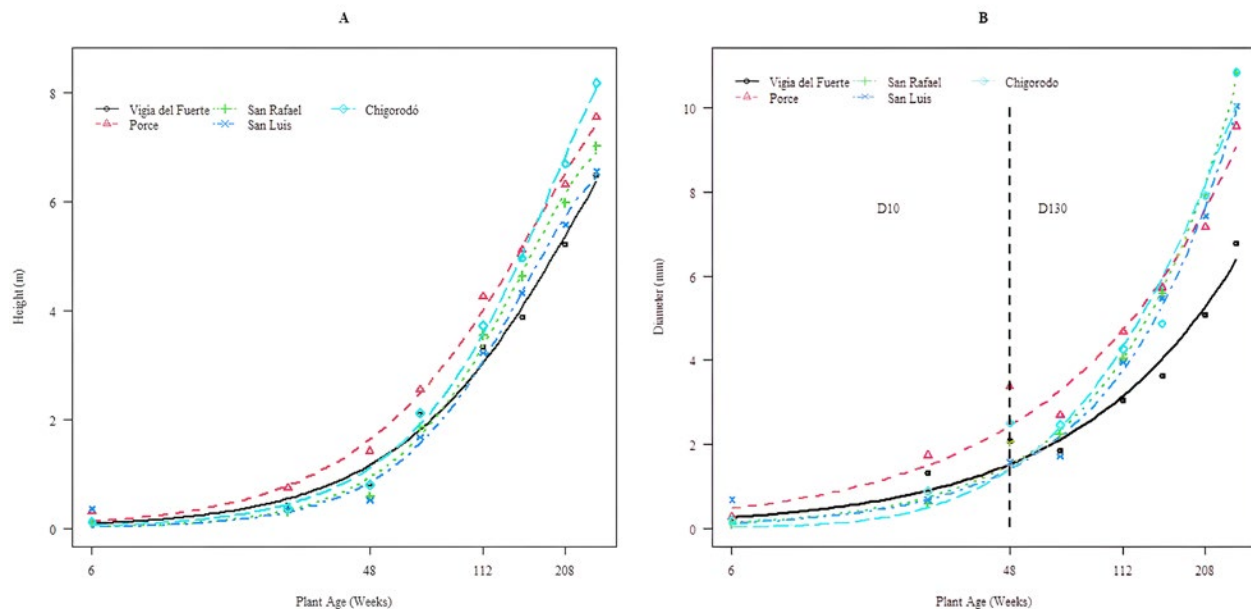 A
Vigia del Fuerte
Porce
San Rafael
San Luis
Chigorodó
8
6
4
2
0
Height (m)
6
48
112
208
Plant Age (Weeks)
B
Vigia del Fuerte
Porce
San Rafael
San Luis
Chigorodo
D10
D130
10
8
6
4
2
0
Diameter (mm)
6
48
112
208
Plant Age (Weeks)